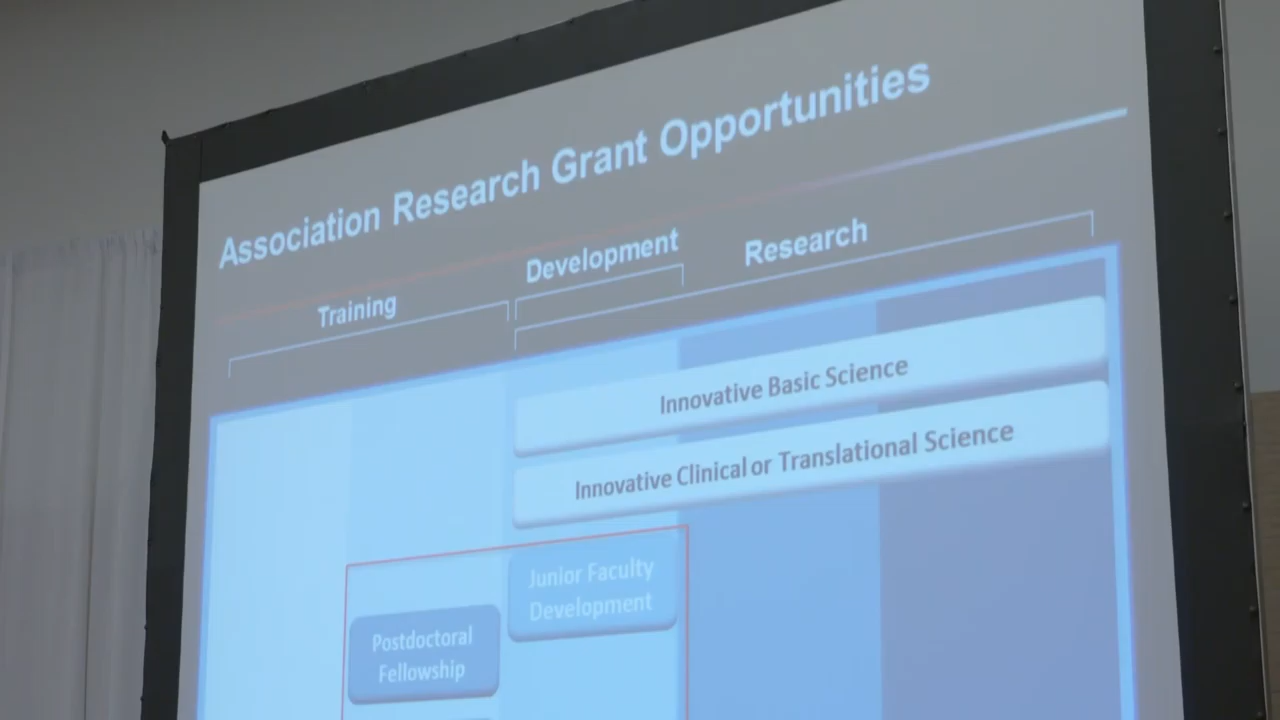 Association Research Grant Opportunities
Training
Development
Research
Innovative Basic Science
Innovative Clinical or Translational Science
Junior Faculty
Development
Postdoctoral
Fellowship